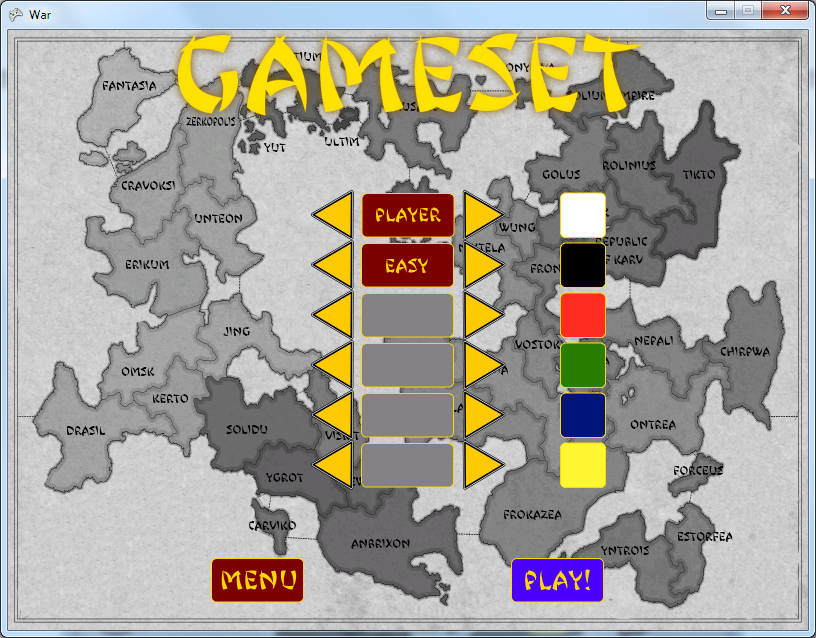 War
GAMESET
FANTASIA
ZERKOPOLIS
YUT
ULTIM
CRAVOKSI
UNTEON
ERIKUM
GOLUS
ROLINIUS
TIKTO
PLAYER
WUNG
REPUBLIC
OF KARV
EASY
JING
OMSK
KERTO
DRASIL
SOLIDU
YGROT
CARVIKO
ANBRIXON
VOSTOK
NEPALI
CHIRPWA
ONTREA
FORCEUS
FROKAZEA
YNTROIS
ESTORFEA
MENU
PLAY!